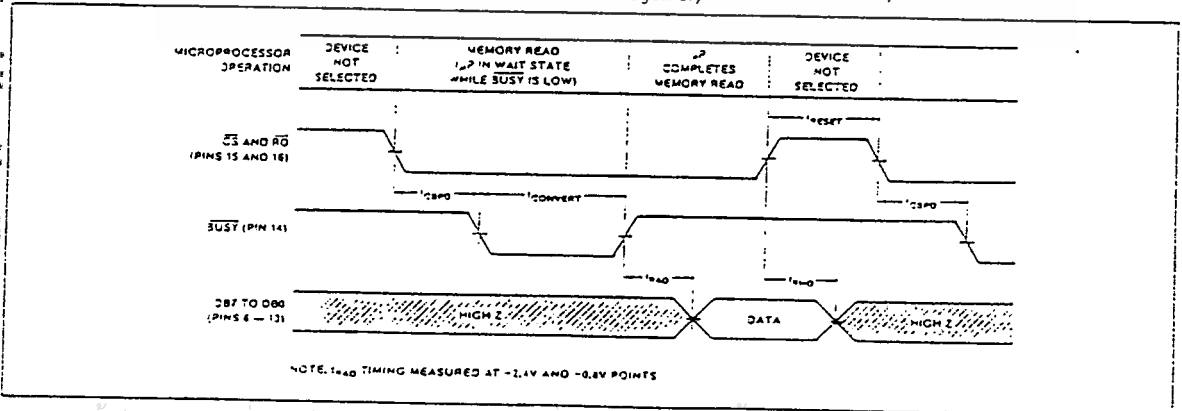 MICROPROCESSOR
OPERATION
DEVICE
NOT
SELECTED
MEMORY READ
(µP IN WAIT STATE
WHILE BUSY IS LOW)
µP
COMPLETES
MEMORY READ
DEVICE
NOT
SELECTED
tRESET
CS AND RD
(PINS 15 AND 16)
tCBPD
tCONVERT
tCBPD
BUSY (PIN 14)
tRAD
tRHD
DB7 TO DB0
(PINS 6 — 13)
HIGH Z
DATA
HIGH Z
NOTE. tRAD TIMING MEASURED AT -2.4V AND -0.8V POINTS